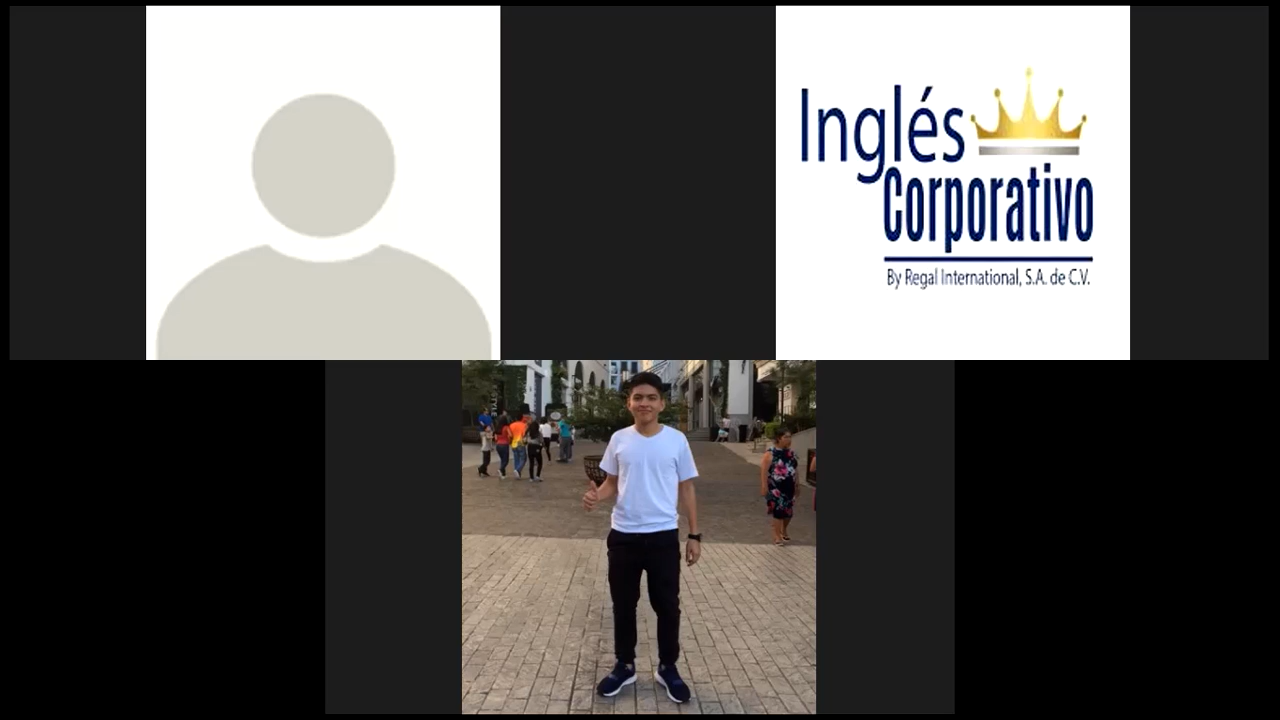 Inglés
Corporativo
By Regal International, S.A. de C.V.